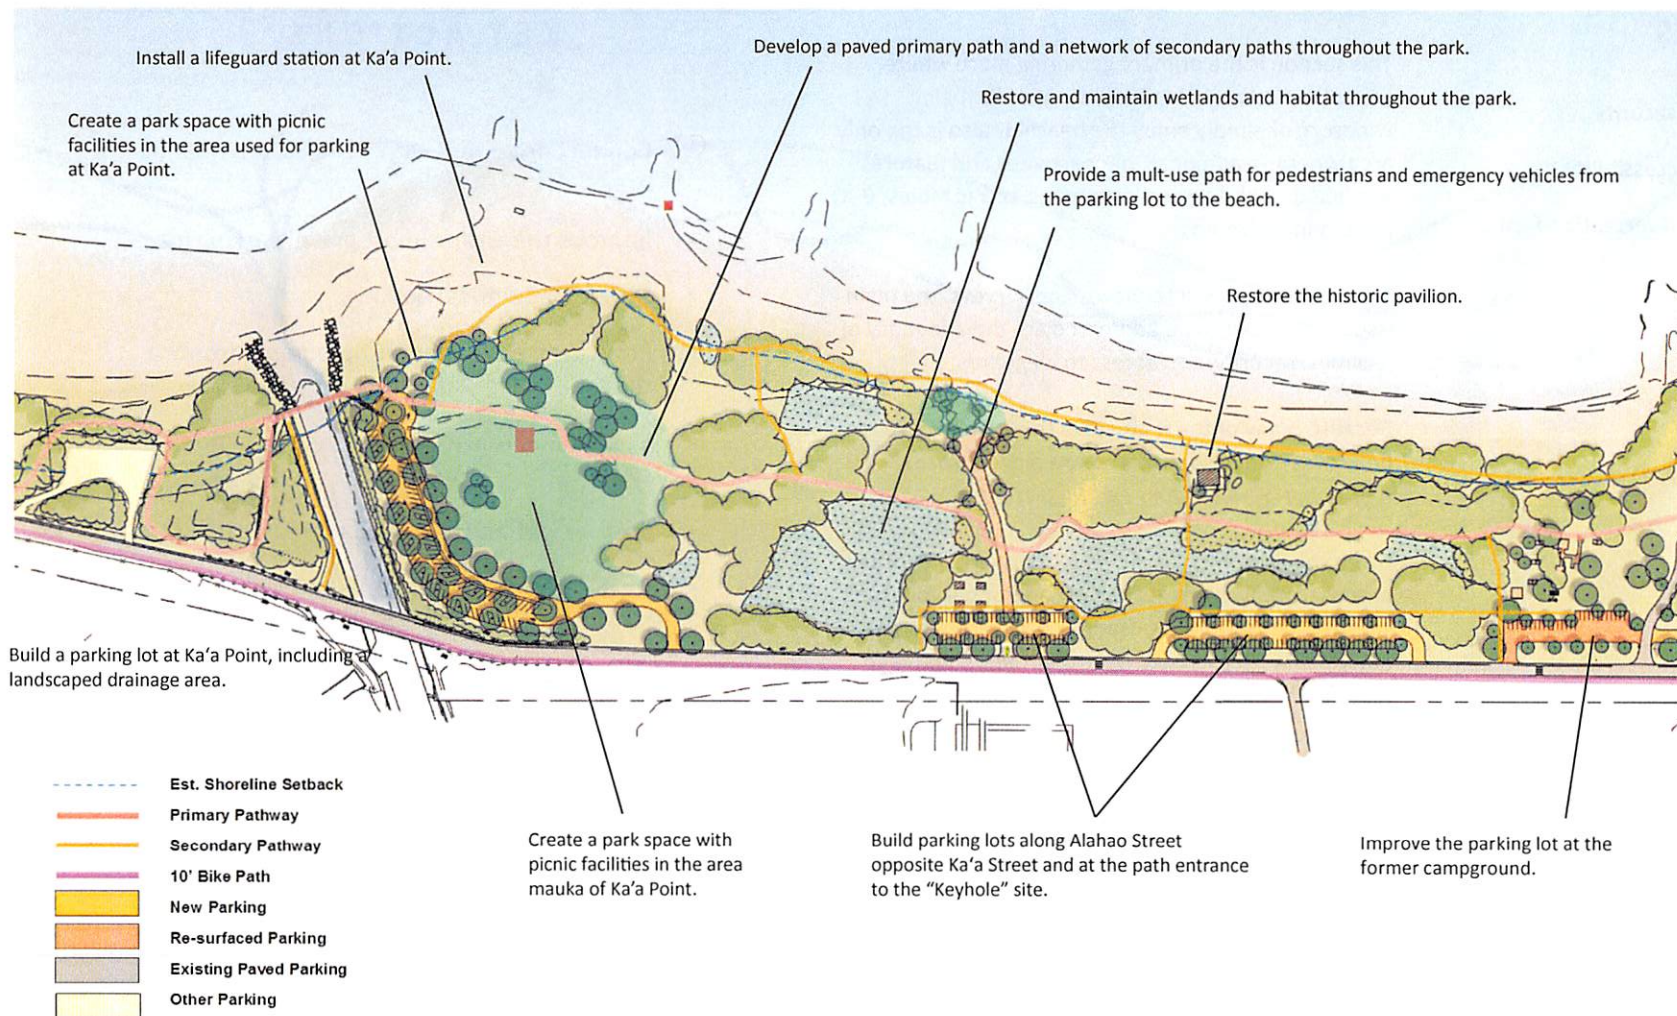 Install a lifeguard station at Ka'a Point.
Develop a paved primary path and a network of secondary paths throughout the park.
Restore and maintain wetlands and habitat throughout the park.
Create a park space with picnic
facilities in the area used for parking
at Ka'a Point.
Provide a mult-use path for pedestrians and emergency vehicles from
the parking lot to the beach.
Restore the historic pavilion.
Build a parking lot at Ka'a Point, including a
landscaped drainage area.
Create a park space with
picnic facilities in the area
mauka of Ka'a Point.
Build parking lots along Alahao Street
opposite Ka'a Street and at the path entrance
to the "Keyhole" site.
Improve the parking lot at the
former campground.
Est. Shoreline Setback
Primary Pathway
Secondary Pathway
10' Bike Path
New Parking
Re-surfaced Parking
Existing Paved Parking
Other Parking